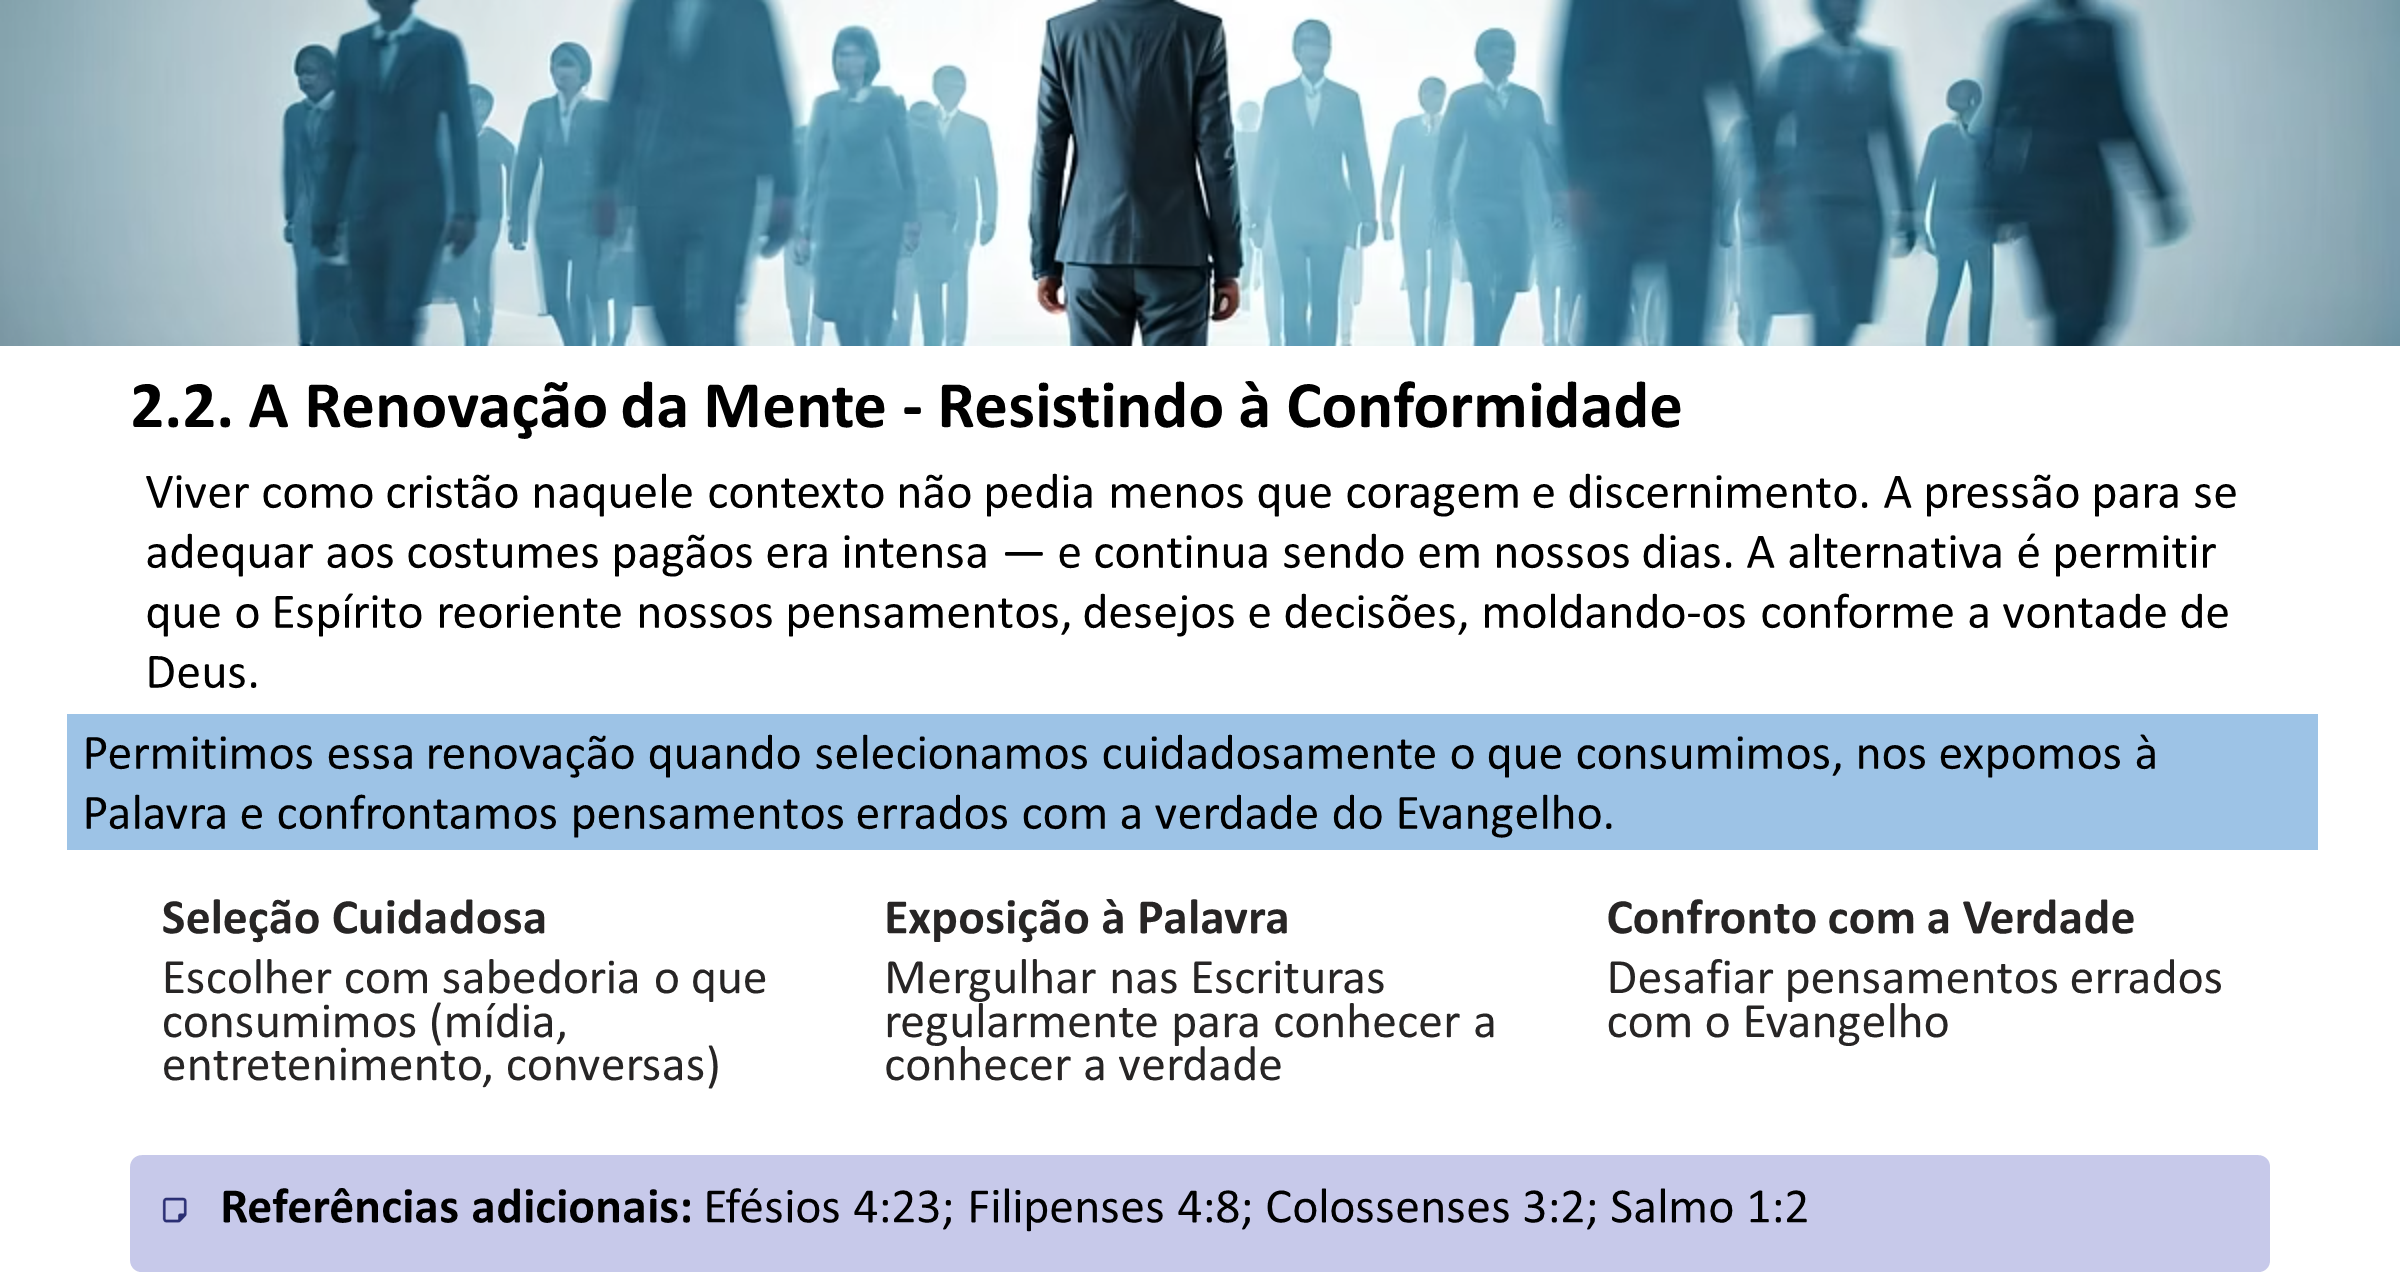 2.2. A Renovação da Mente - Resistindo à Conformidade
Viver como cristão naquele contexto não pedia menos que coragem e discernimento. A pressão para se
adequar aos costumes pagãos era intensa — e continua sendo em nossos dias. A alternativa é permitir
que o Espírito reoriente nossos pensamentos, desejos e decisões, moldando-os conforme a vontade de
Deus.
Permitimos essa renovação quando selecionamos cuidadosamente o que consumimos, nos expomos à
Palavra e confrontamos pensamentos errados com a verdade do Evangelho.
Seleção Cuidadosa
Escolher com sabedoria o que
consumimos (mídia,
entretenimento, conversas)
Exposição à Palavra
Mergulhar nas Escrituras
regularmente para conhecer a
conhecer a verdade
Confronto com a Verdade
Desafiar pensamentos errados
com o Evangelho
Referências adicionais: Efésios 4:23; Filipenses 4:8; Colossenses 3:2; Salmo 1:2